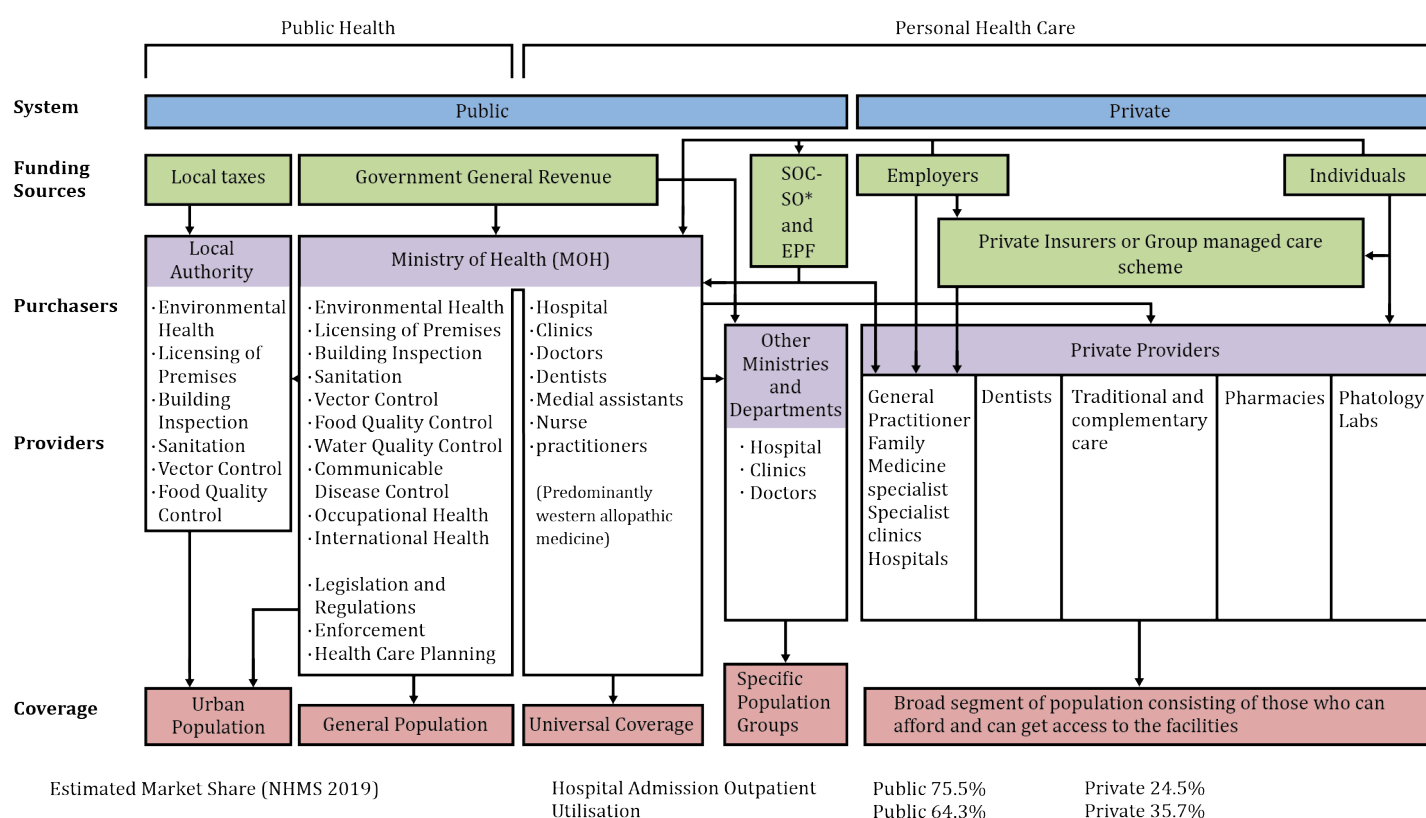 Public Health
Personal Health Care
System
Public
Private
Funding
Sources
Local taxes
Government General Revenue
SOC-
SO*
and
EPF
Employers
Individuals
Private Insurers or Group managed care
scheme
Purchasers
Providers
Local
Authority
·Environmental
Health
·Licensing of
Premises
·Building
Inspection
·Sanitation
·Vector Control
·Food Quality
Control
Ministry of Health (MOH)
·Environmental Health
·Licensing of Premises
·Building Inspection
·Sanitation
·Vector Control
·Food Quality Control
·Water Quality Control
·Communicable
Disease Control
·Occupational Health
·International Health
·Legislation and
Regulations
·Enforcement
·Health Care Planning
·Hospital
·Clinics
·Doctors
·Dentists
·Medial assistants
·Nurse
·practitioners
(Predominantly
western allopathic
medicine)
Other
Ministries
and
Departments
· Hospital
· Clinics
· Doctors
Private Providers
General
Practitioner
Family
Medicine
specialist
Specialist
clinics
Hospitals
Dentists
Traditional and
complementary
care
Pharmacies
Phatology
Labs
Coverage
Urban
Population
General Population
Universal Coverage
Specific
Population
Groups
Broad segment of population consisting of those who can
afford and can get access to the facilities
Estimated Market Share (NHMS 2019)
Hospital Admission Outpatient
Utilisation
Public 75.5%
Public 64.3%
Private 24.5%
Private 35.7%